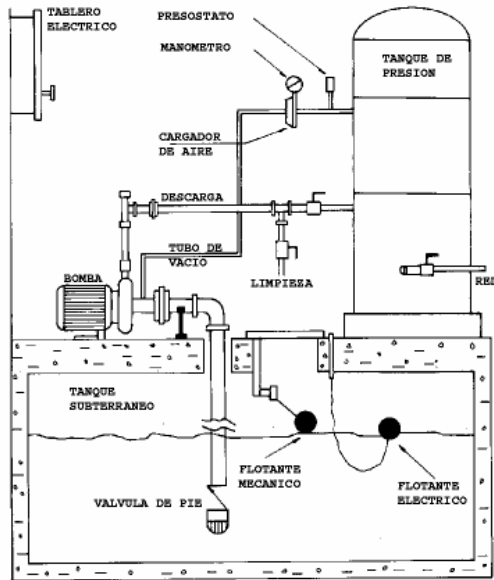 TABLERO
ELECTRICO
PRESOSTATO
MANOMETRO
TANQUE DE
PRESION
CARGADOR
DE AIRE
DESCARGA
TUBO DE
VACIO
BOMBA
LIMPIEZA
RED
TANQUE
SUBTERRANEO
FLOTANTE
MECANICO
FLOTANTE
ELECTRICO
VALVULA DE PIE